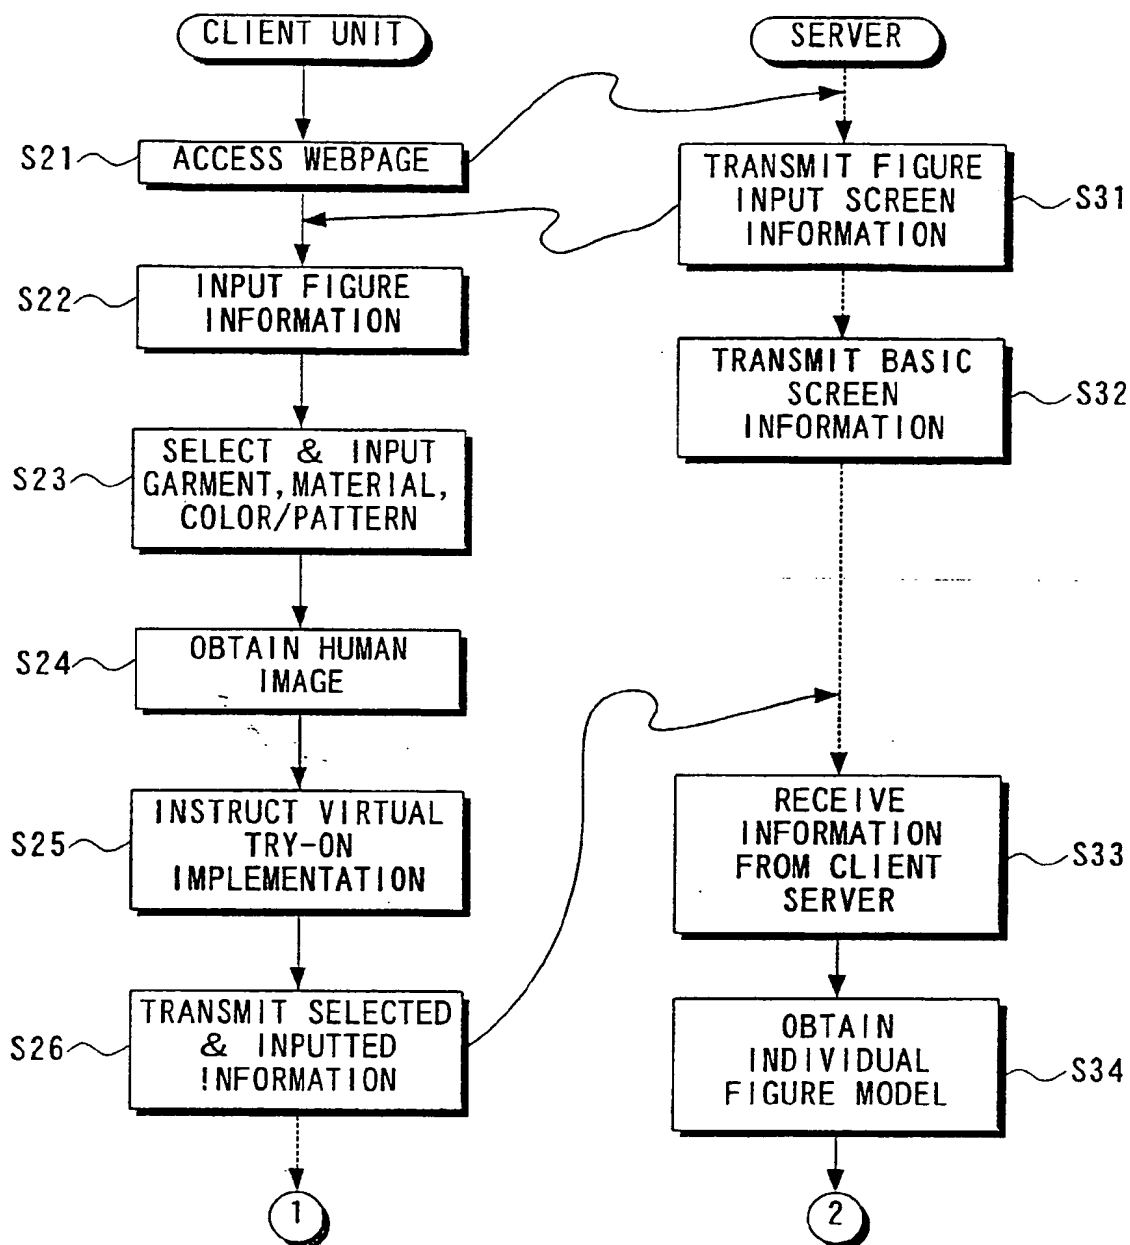 CLIENT UNIT
SERVER
S21
ACCESS WEBPAGE
TRANSMIT FIGURE
INPUT SCREEN
INFORMATION
S31
S22
INPUT FIGURE
INFORMATION
TRANSMIT BASIC
SCREEN
INFORMATION
S32
S23
SELECT & INPUT
GARMENT, MATERIAL,
COLOR/PATTERN
S24
OBTAIN HUMAN
IMAGE
S25
INSTRUCT VIRTUAL
TRY-ON
IMPLEMENTATION
RECEIVE
INFORMATION
FROM CLIENT
SERVER
S33
S26
TRANSMIT SELECTED
& INPUTTED
INFORMATION
OBTAIN
INDIVIDUAL
FIGURE MODEL
S34
1
2